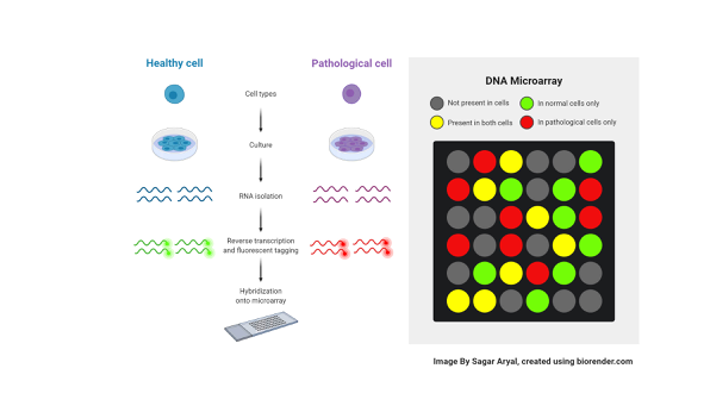 Healthy cell
Pathological cell
Cell types
Culture
RNA isolation
Reverse transcription
and fluorescent tagging
Hybridization
onto microarray
DNA Microarray
Not present in cells
In normal cells only
Present in both cells
In pathological cells only
Image By Sagar Aryal, created using biorender.com